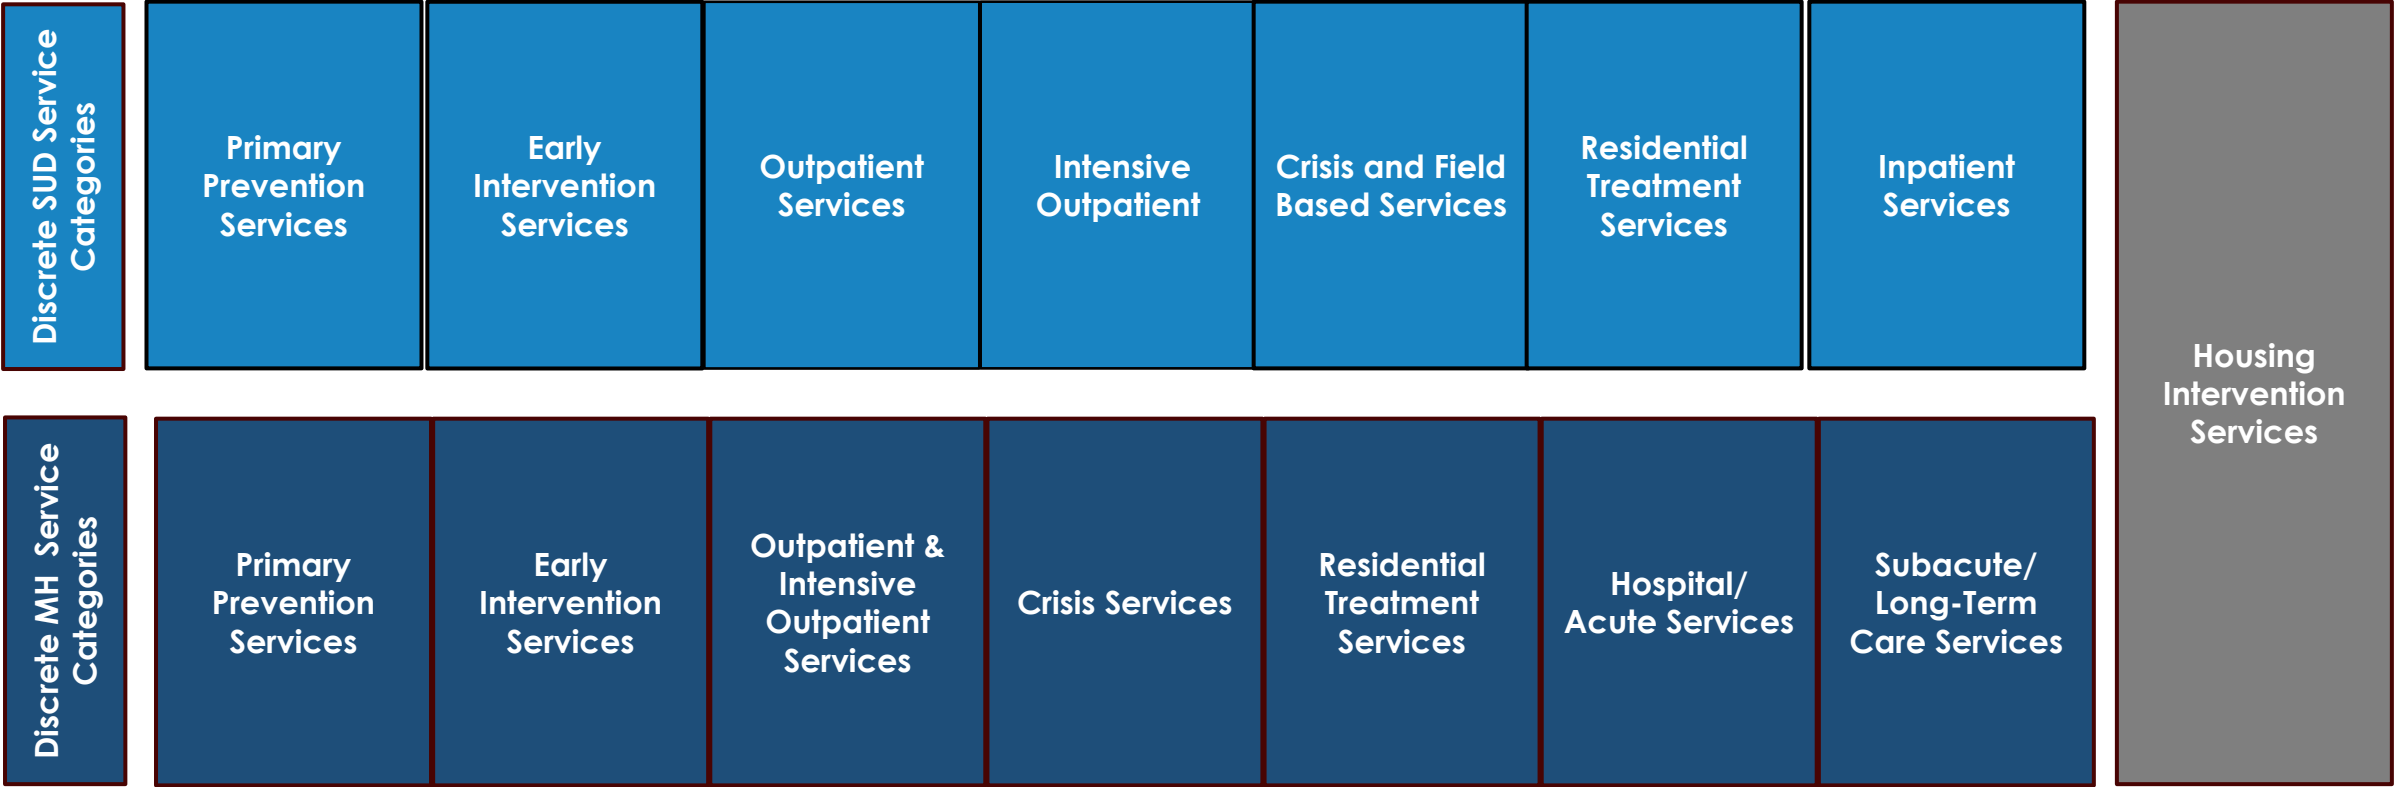 Discrete SUD Service
Categories
Primary
Prevention
Services
Early
Intervention
Services
Outpatient
Services
Intensive
Outpatient
Crisis and Field
Based Services
Residential
Treatment
Services
Inpatient
Services
Housing
Intervention
Services
Discrete MH  Service
Categories
Primary
Prevention
Services
Early
Intervention
Services
Outpatient &
Intensive
Outpatient
Services
Crisis Services
Residential
Treatment
Services
Hospital/
Acute Services
Subacute/
Long-Term
Care Services